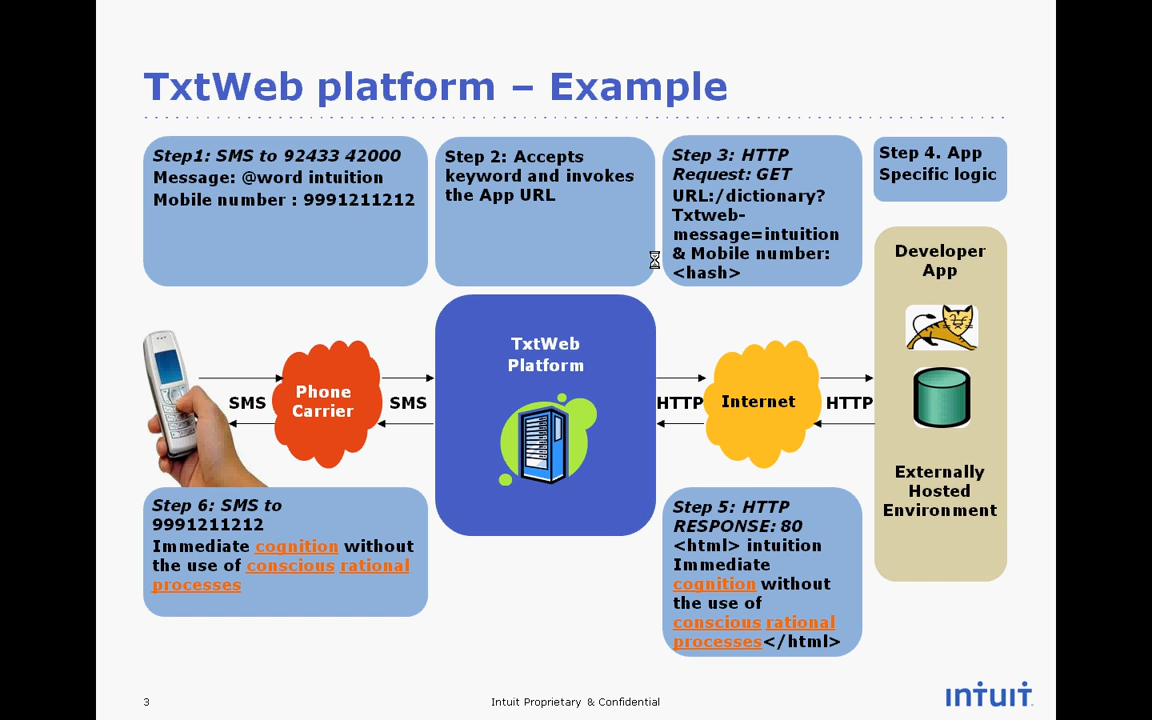 TxtWeb platform – Example
Step1: SMS to 92433 42000
Message: @word intuition
Mobile number : 9991211212
Step 2: Accepts
keyword and invokes
the App URL
Step 3: HTTP
Request: GET
URL:/dictionary?
Txtweb-
message=intuition
& Mobile number:
<hash>
Step 4. App
Specific logic
Developer
App
TxtWeb
Platform
Phone
Carrier
SMS
SMS
HTTP
Internet
HTTP
Externally
Hosted
Environment
Step 6: SMS to
9991211212
Immediate cognition without
the use of conscious rational
processes
Step 5: HTTP
RESPONSE: 80
<html> intuition
Immediate
cognition without
the use of
conscious rational
processes</html>
3
Intuit Proprietary & Confidential
INTUIT